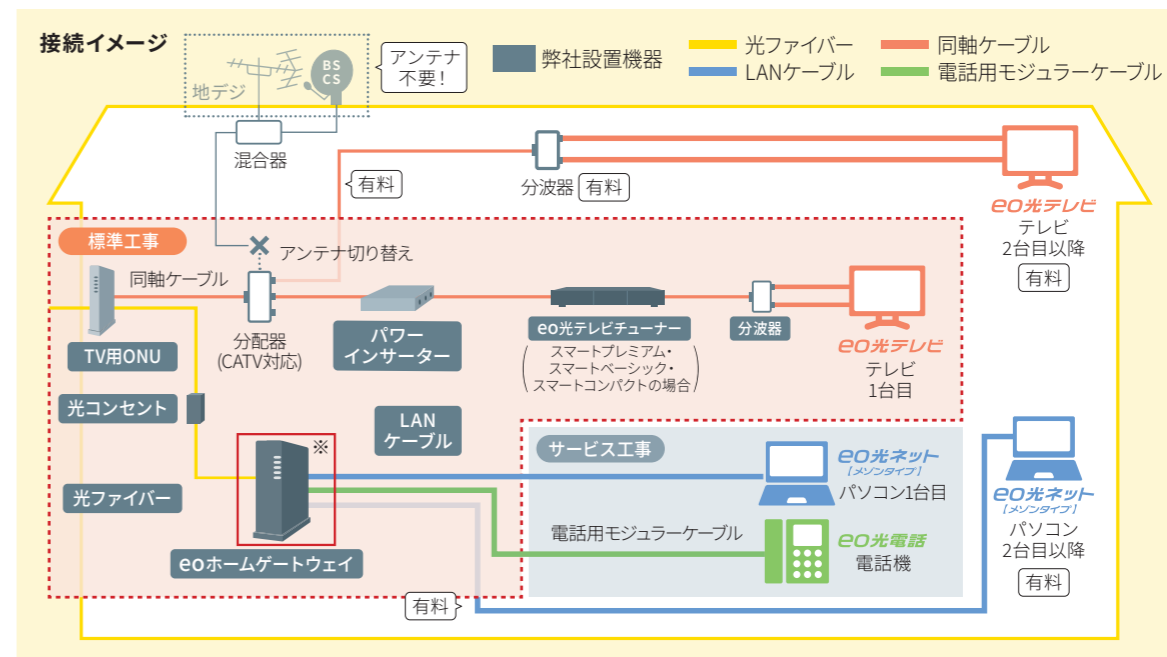 接続イメージ
地デジ
BS
CS
アンテナ
不要！
弊社設置機器
光ファイバー
同軸ケーブル
LANケーブル
電話用モジュラーケーブル
混合器
有料
分波器
有料
eo光テレビ
テレビ
2台目以降
有料
標準工事
アンテナ切り替え
同軸ケーブル
TV用ONU
分配器
(CATV対応)
パワー
インサーター
eo光テレビチューナー
(スマートプレミアム・
スマートベーシック・
スマートコンパクトの場合)
分波器
eo光テレビ
テレビ
1台目
光コンセント
LAN
ケーブル
※
光ファイバー
eoホームゲートウェイ
サービス工事
eo光ネット
【メゾンタイプ】
パソコン1台目
電話用モジュラーケーブル
eo光電話
電話機
eo光ネット
【メゾンタイプ】
パソコン
2台目以降
有料
有料